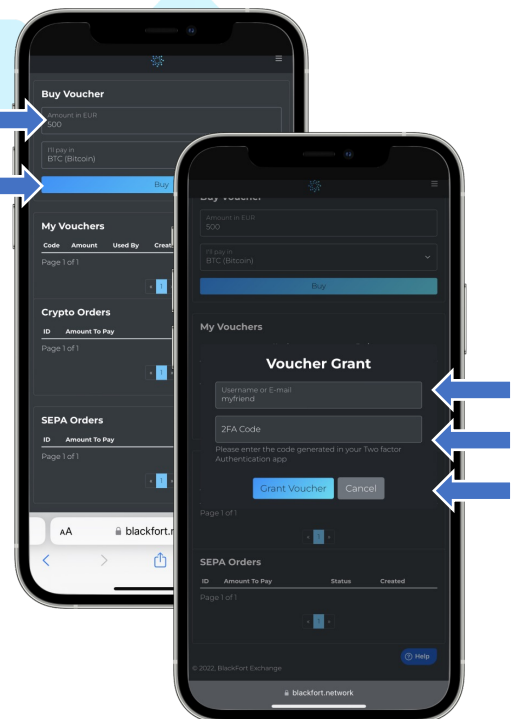 Buy Voucher
Amount in EUR
500
I'll pay in
BTC (Bitcoin)
Buy
My Vouchers
Code Amount Used By
Page 1 of 1
1
Crypto Orders
ID Amount To Pay
Page 1 of 1
1
SEPA Orders
ID Amount To Pay
Page 1 of 1
1
AA
Buy Voucher
Amount in EUR
500
I'll pay in
BTC (Bitcoin)
Buy
My Vouchers
Voucher Grant
Username or E-mail
myfriend
2FA Code
Please enter the code generated in your Two factor
Authentication app
Grant Voucher Cancel
Page 1 of 1
1
SEPA Orders
ID Amount To Pay Status Created
Page 1 of 1
1
Help
© 2022, BlackFort Exchange
blackfort.network